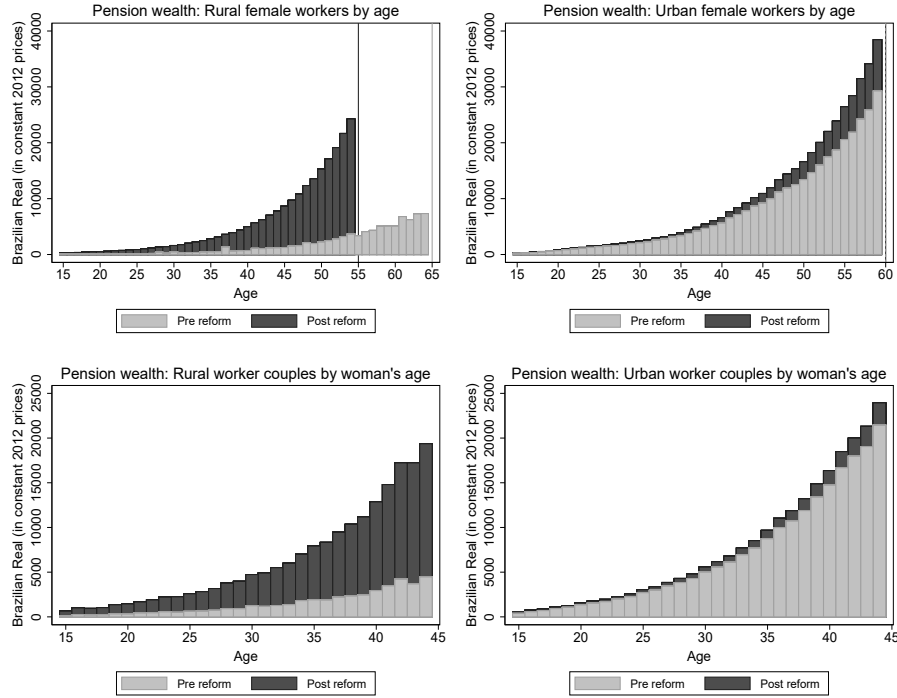 Pension wealth: Rural female workers by age
Brazilian Real (in constant 2012 prices)
40000
30000
20000
10000
0
15 20 25 30 35 40 45 50 55 60 65
Age
Pre reform Post reform
Pension wealth: Urban female workers by age
Brazilian Real (in constant 2012 prices)
40000
30000
20000
10000
0
15 20 25 30 35 40 45 50 55 60
Age
Pre reform Post reform
Pension wealth: Rural worker couples by woman's age
Brazilian Real (in constant 2012 prices)
25000
20000
15000
10000
5000
0
15 20 25 30 35 40 45
Age
Pre reform Post reform
Pension wealth: Urban worker couples by woman's age
Brazilian Real (in constant 2012 prices)
25000
20000
15000
10000
5000
0
15 20 25 30 35 40 45
Age
Pre reform Post reform